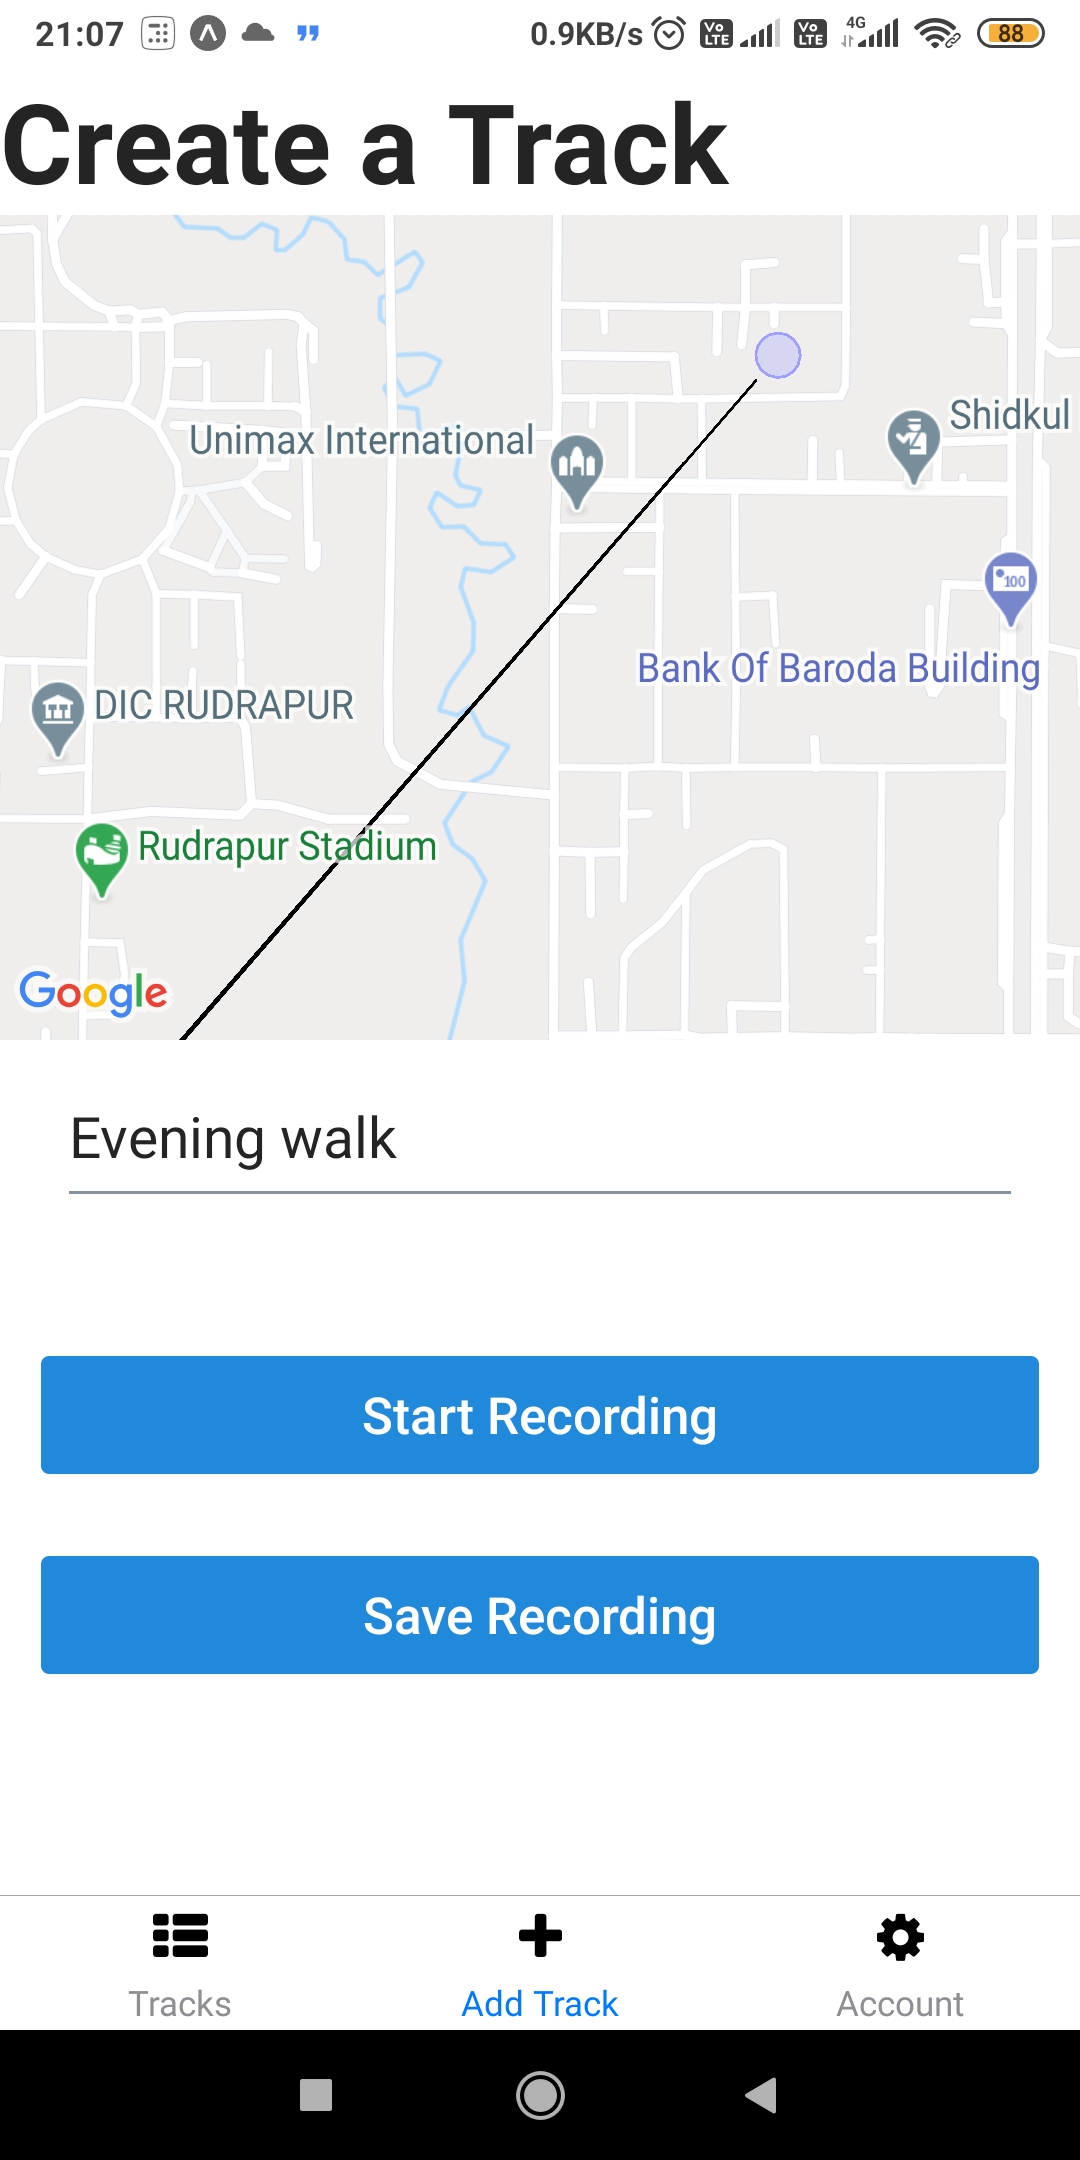 21:07 0.9KB/s Vo LTE Vo LTE 4G 88
Create a Track
Unimax International
Shidkul
100
Bank Of Baroda Building
DIC RUDRAPUR
Rudrapur Stadium
Google
Evening walk
Start Recording
Save Recording
Tracks Add Track Account